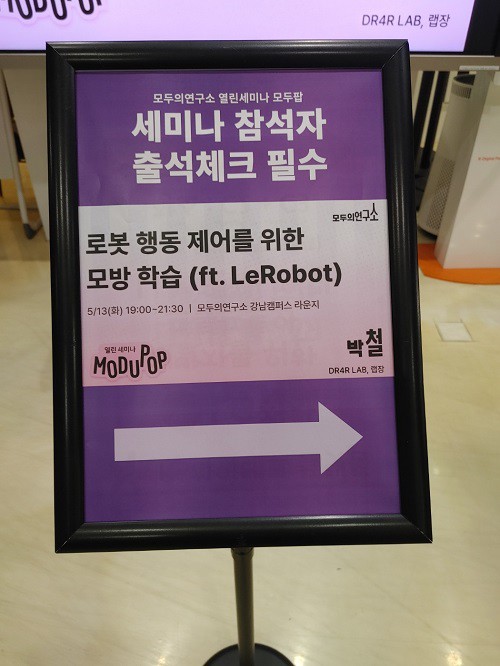 MODUPOP
DR4R LAB, 랩장
모두의연구소 열린세미나 모두팝
세미나 참석자
출석체크 필수
모두의연구소
로봇 행동 제어를 위한
모방 학습 (ft. LeRobot)
5/13(화) 19:00~21:30 | 모두의연구소 강남캠퍼스 라운지
열린 세미나
MODUPOP
박철
DR4R LAB, 랩장